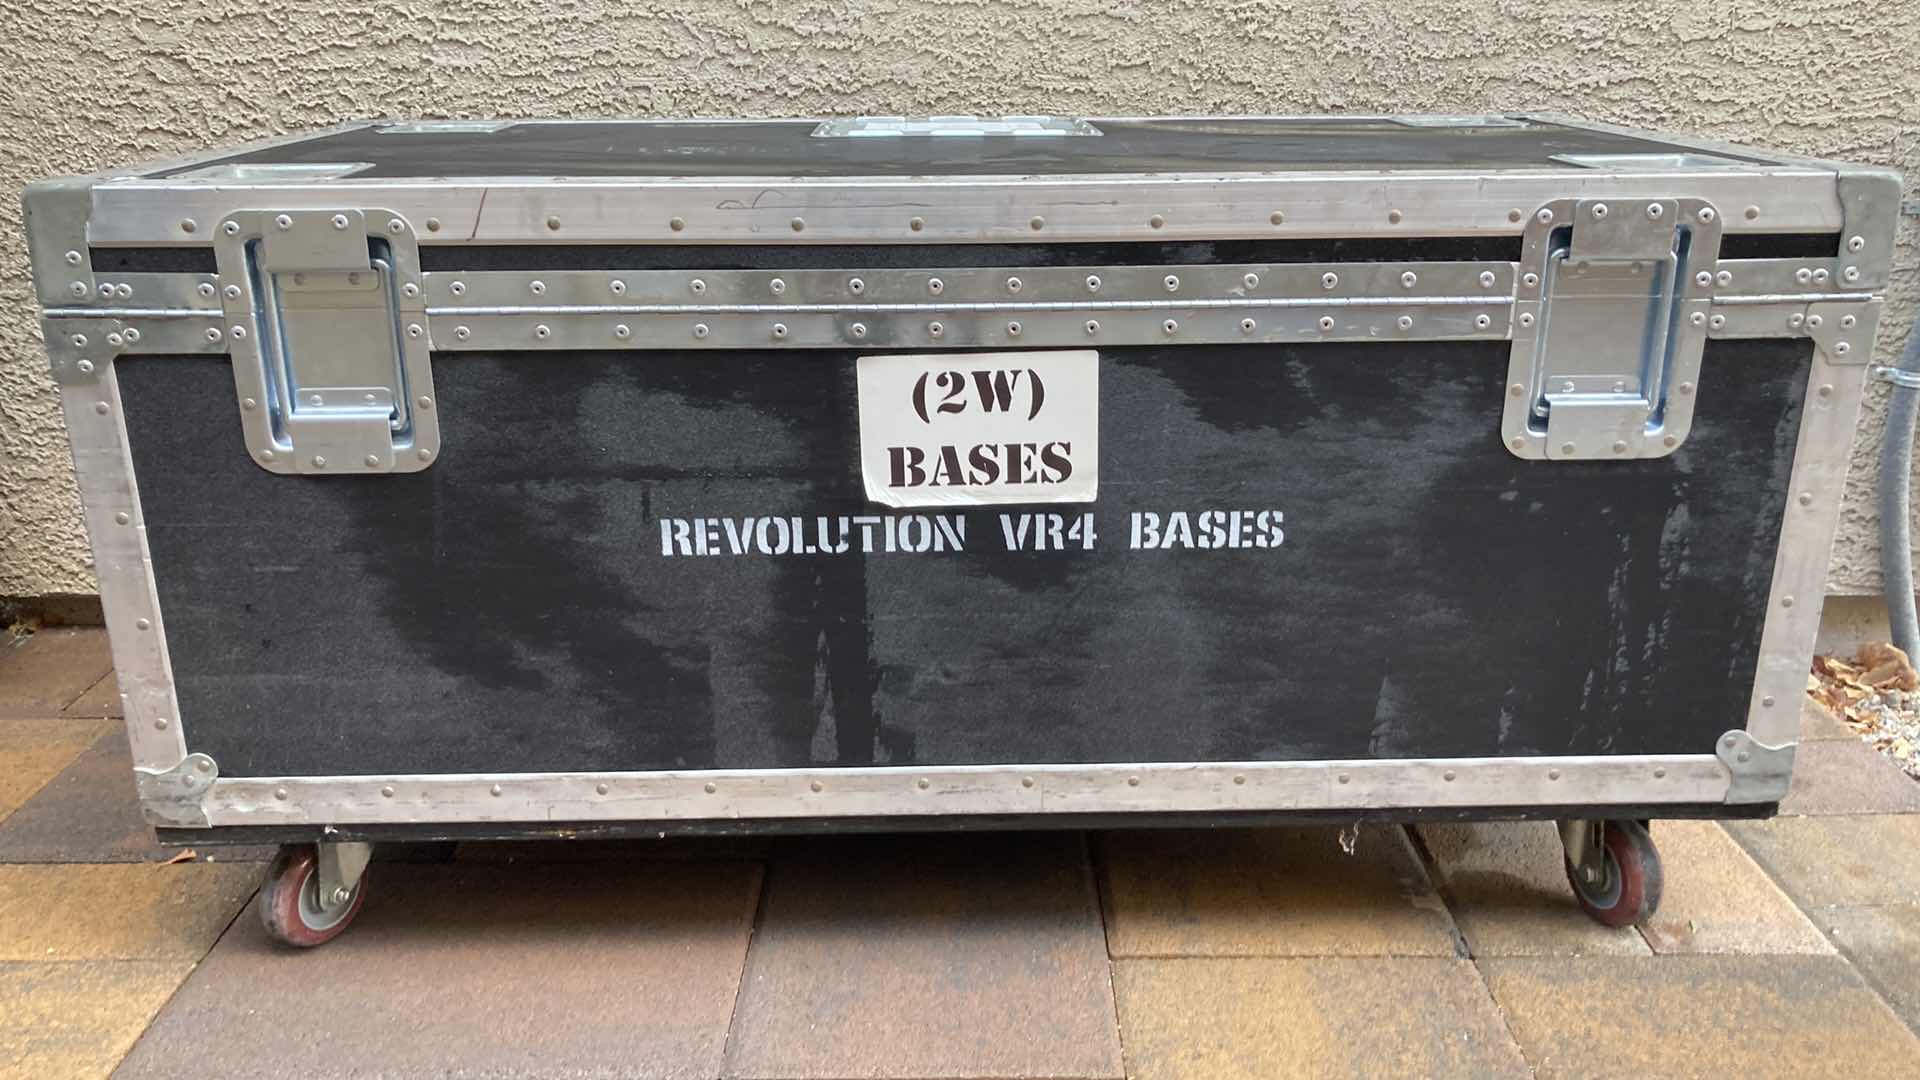 (2W)
BASES
REVOLUTION VR4 BASES